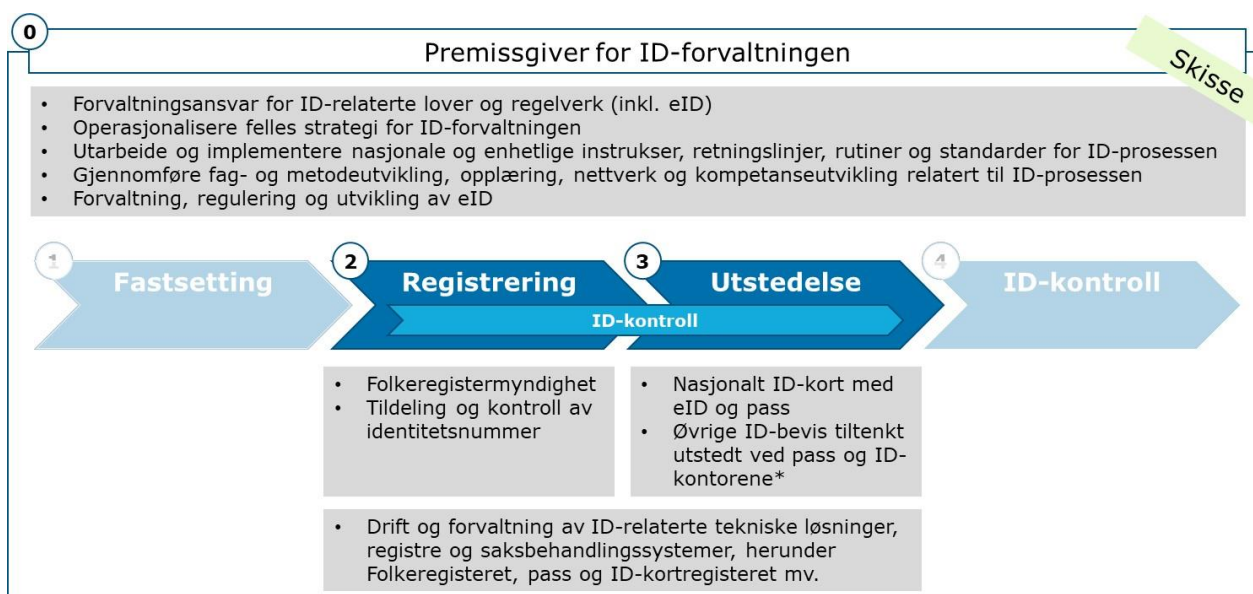 0
Premissgiver for ID-forvaltningen
Skisse
• Forvaltningsansvar for ID-relaterte lover og regelverk (inkl. eID)
• Operasjonalisere felles strategi for ID-forvaltningen
• Utarbeide og implementere nasjonale og enhetlige instrukser, retningslinjer, rutiner og standarder for ID-prosessen
• Gjennomføre fag- og metodeutvikling, opplæring, nettverk og kompetanseutvikling relatert til ID-prosessen
• Forvaltning, regulering og utvikling av eID
1
Fastsetting
2
Registrering
3
Utstedelse
4
ID-kontroll
ID-kontroll
• Folkeregistermyndighet
• Tildeling og kontroll av
identitetsnummer
• Nasjonalt ID-kort med
eID og pass
• Øvrige ID-bevis tiltenkt
utstedt ved pass og ID-
kontorene*
• Drift og forvaltning av ID-relaterte tekniske løsninger,
registre og saksbehandlingssystemer, herunder
Folkeregisteret, pass og ID-kortregisteret mv.